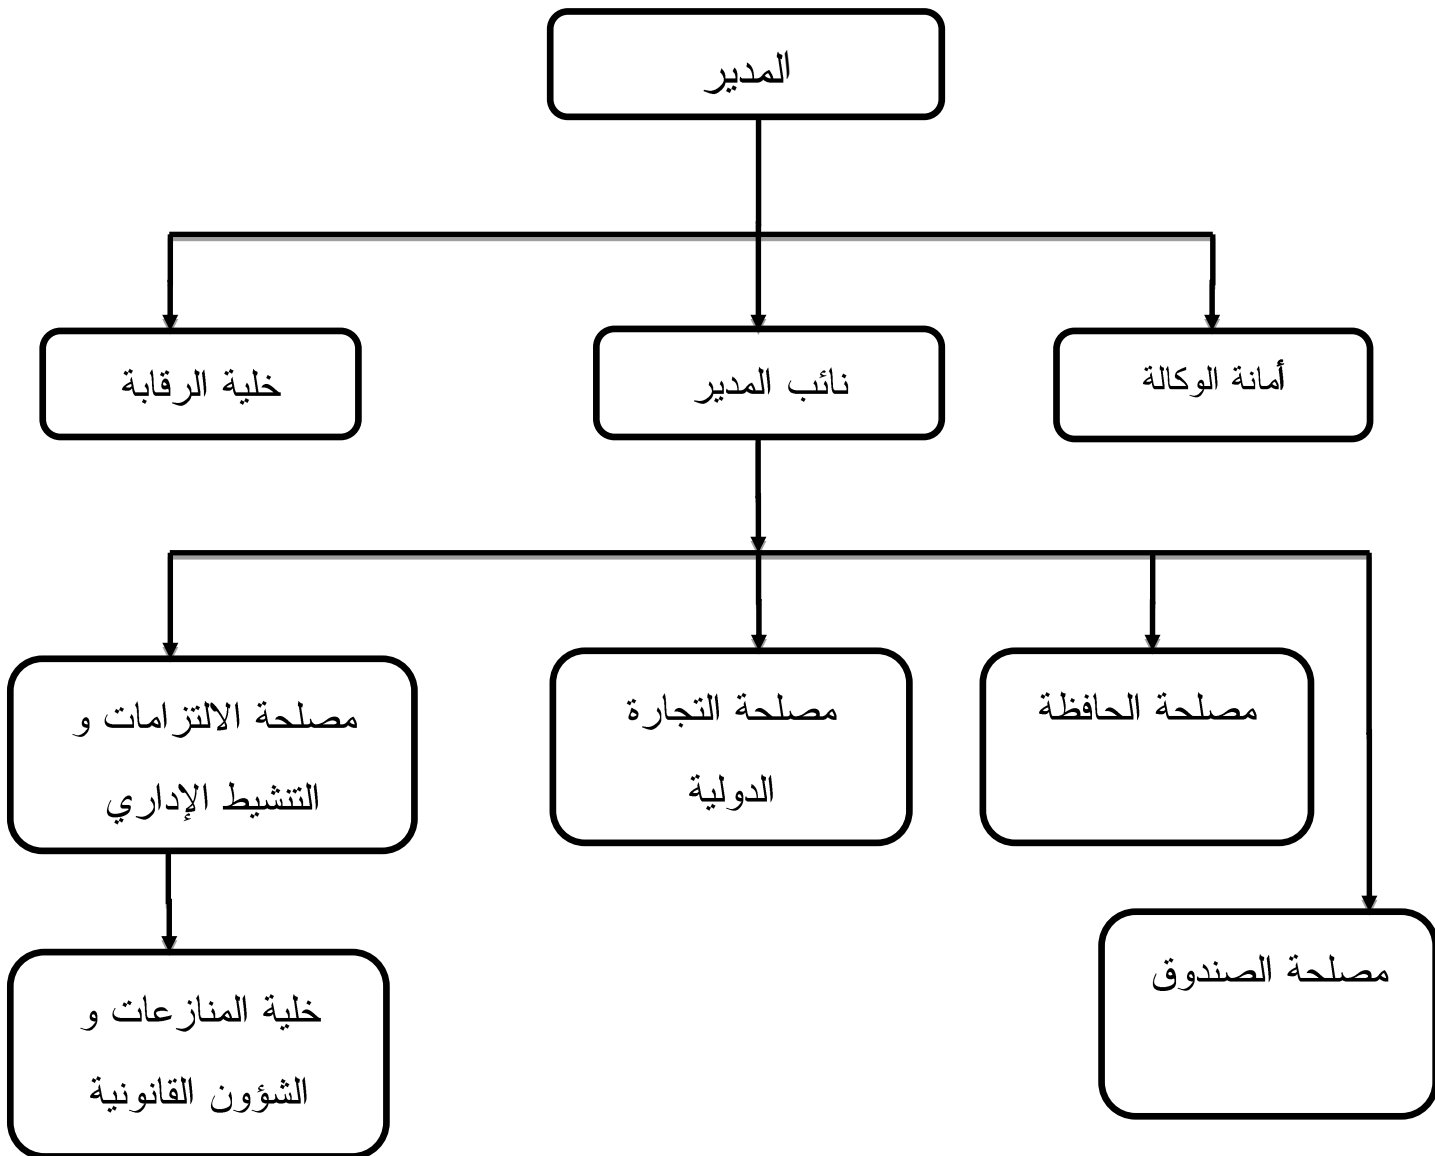 المدير
أمانة الوكالة
نائب المدير
خلية الرقابة
مصلحة الحافظة
مصلحة التجارة
الدولية
مصلحة الالتزامات و
التنشيط الإداري
مصلحة الصندوق
خلية المنازعات و
الشؤون القانونية